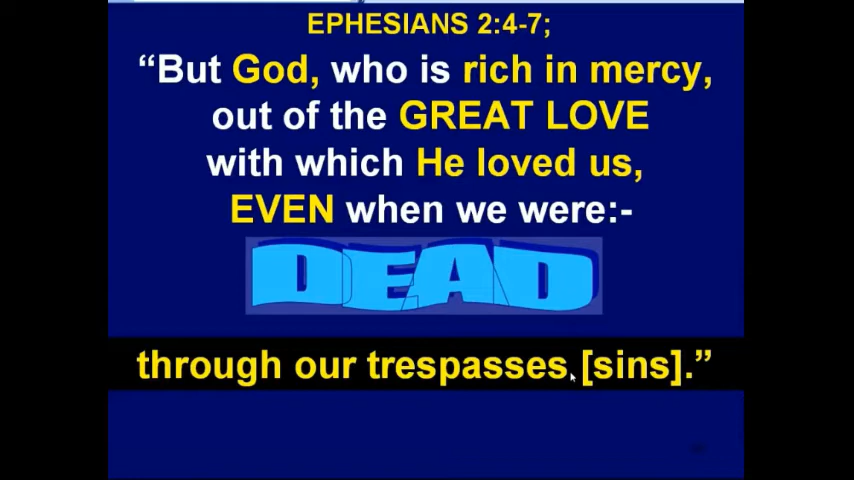 EPHESIANS 2:4-7;
“But God, who is rich in mercy,
out of the GREAT LOVE
with which He loved us,
EVEN when we were:-
DEAD
through our trespasses [sins].”